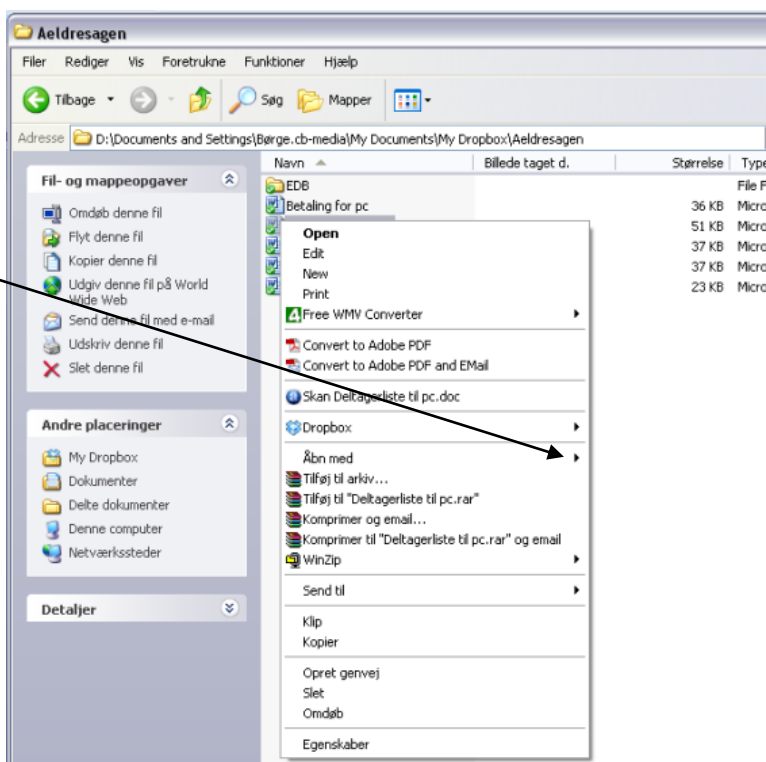 Aeldresagen
Filer Rediger Vis Foretrukne Funktioner Hjælp
Tilbage Søg Mapper
Adresse D:\Documents and Settings\Børge.cb-media\My Documents\My Dropbox\Aeldresagen
Fil- og mappeopgaver
Omdøb denne fil
Flyt denne fil
Kopier denne fil
Udgiv denne fil på World
Wide Web
Send denne fil med e-mail
Udskriv denne fil
Slet denne fil
Andre placeringer
My Dropbox
Dokumenter
Delte dokumenter
Denne computer
Netværkssteder
Detaljer
Navn Billede taget d. Størrelse Type
EDB File F
Betaling for pc 36 KB Micro
51 KB Micro
37 KB Micro
37 KB Micro
23 KB Micro
Open
Edit
New
Print
Free WMV Converter
Convert to Adobe PDF
Convert to Adobe PDF and EMail
Skan Deltagerliste til pc.doc
Dropbox
Åbn med
Tilføj til arkiv...
Tilføj til "Deltagerliste til pc.rar"
Komprimer og email...
Komprimer til "Deltagerliste til pc.rar" og email
WinZip
Send til
Klip
Kopier
Opret genvej
Slet
Omdøb
Egenskaber